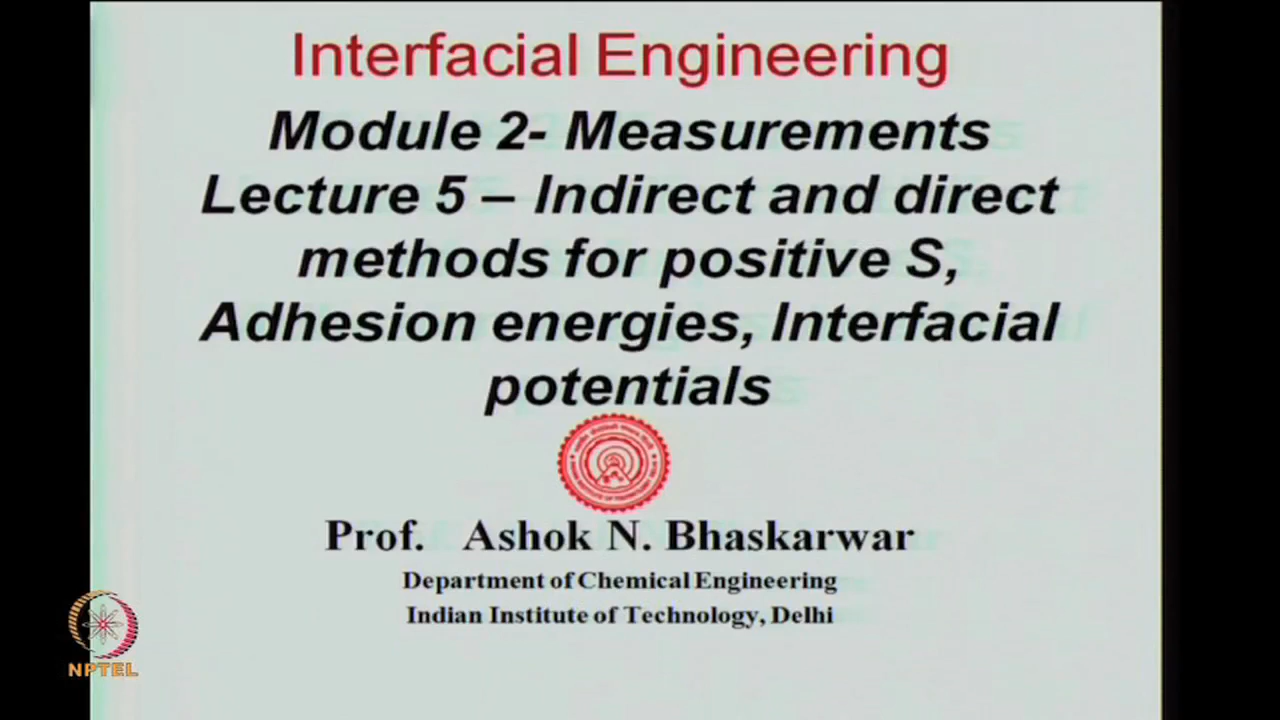 Interfacial Engineering
Module 2- Measurements
Lecture 5 – Indirect and direct
methods for positive S,
Adhesion energies, Interfacial
potentials
Prof. Ashok N. Bhaskarwar
Department of Chemical Engineering
Indian Institute of Technology, Delhi
NPTEL